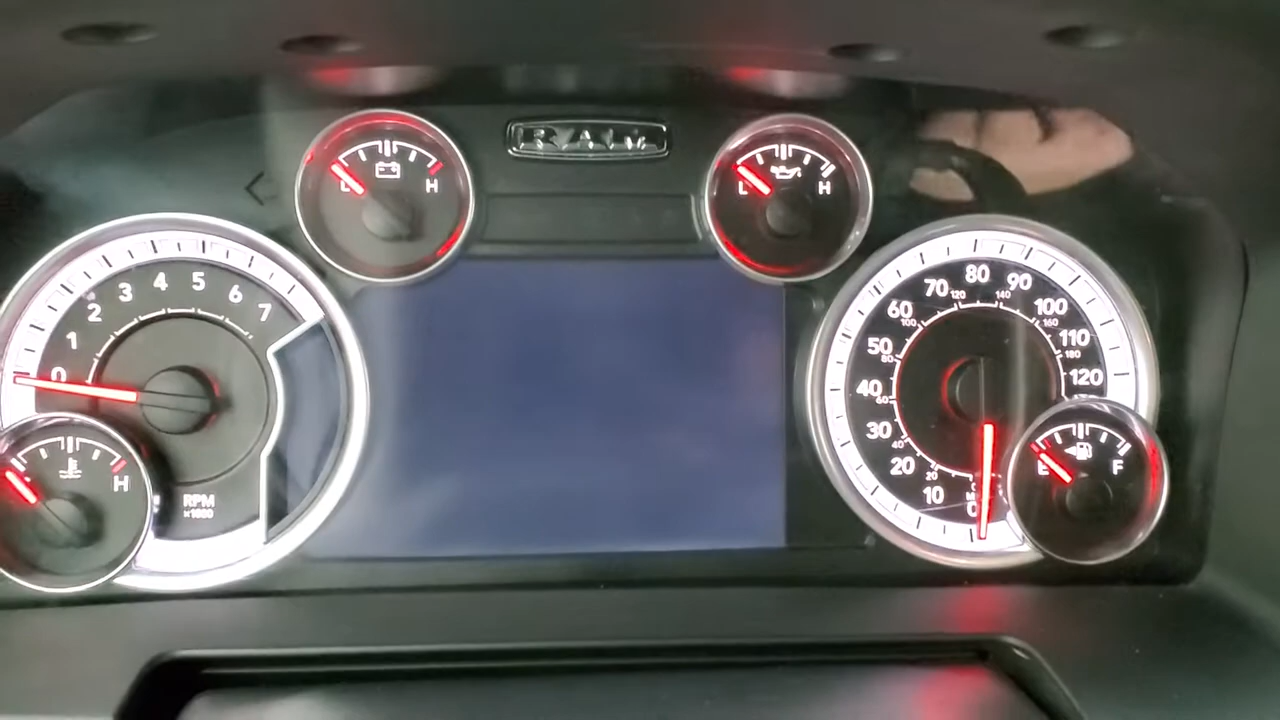 RAM
L H
L H
0 1 2 3 4 5 6 7
RPM
x1000
H
10 20 30 40 50 60 70 80 90 100 110 120
20 40 60 80 100 120 140 160 180
E F